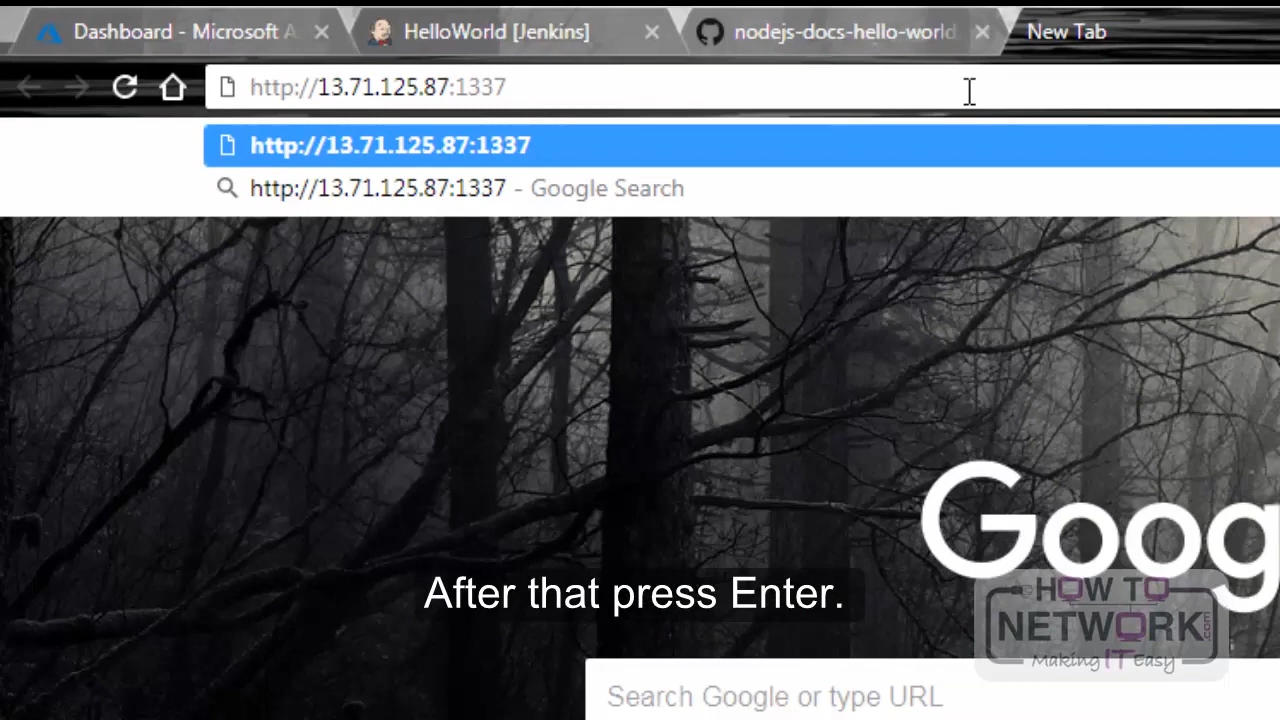 Dashboard - Microsoft A
HelloWorld [Jenkins]
nodejs-docs-hello-world
New Tab
http://13.71.125.87:1337
http://13.71.125.87:1337
http://13.71.125.87:1337 - Google Search
Goog
After that press Enter.
HOW TO
NETWORK.com
Making IT Easy
Search Google or type URL